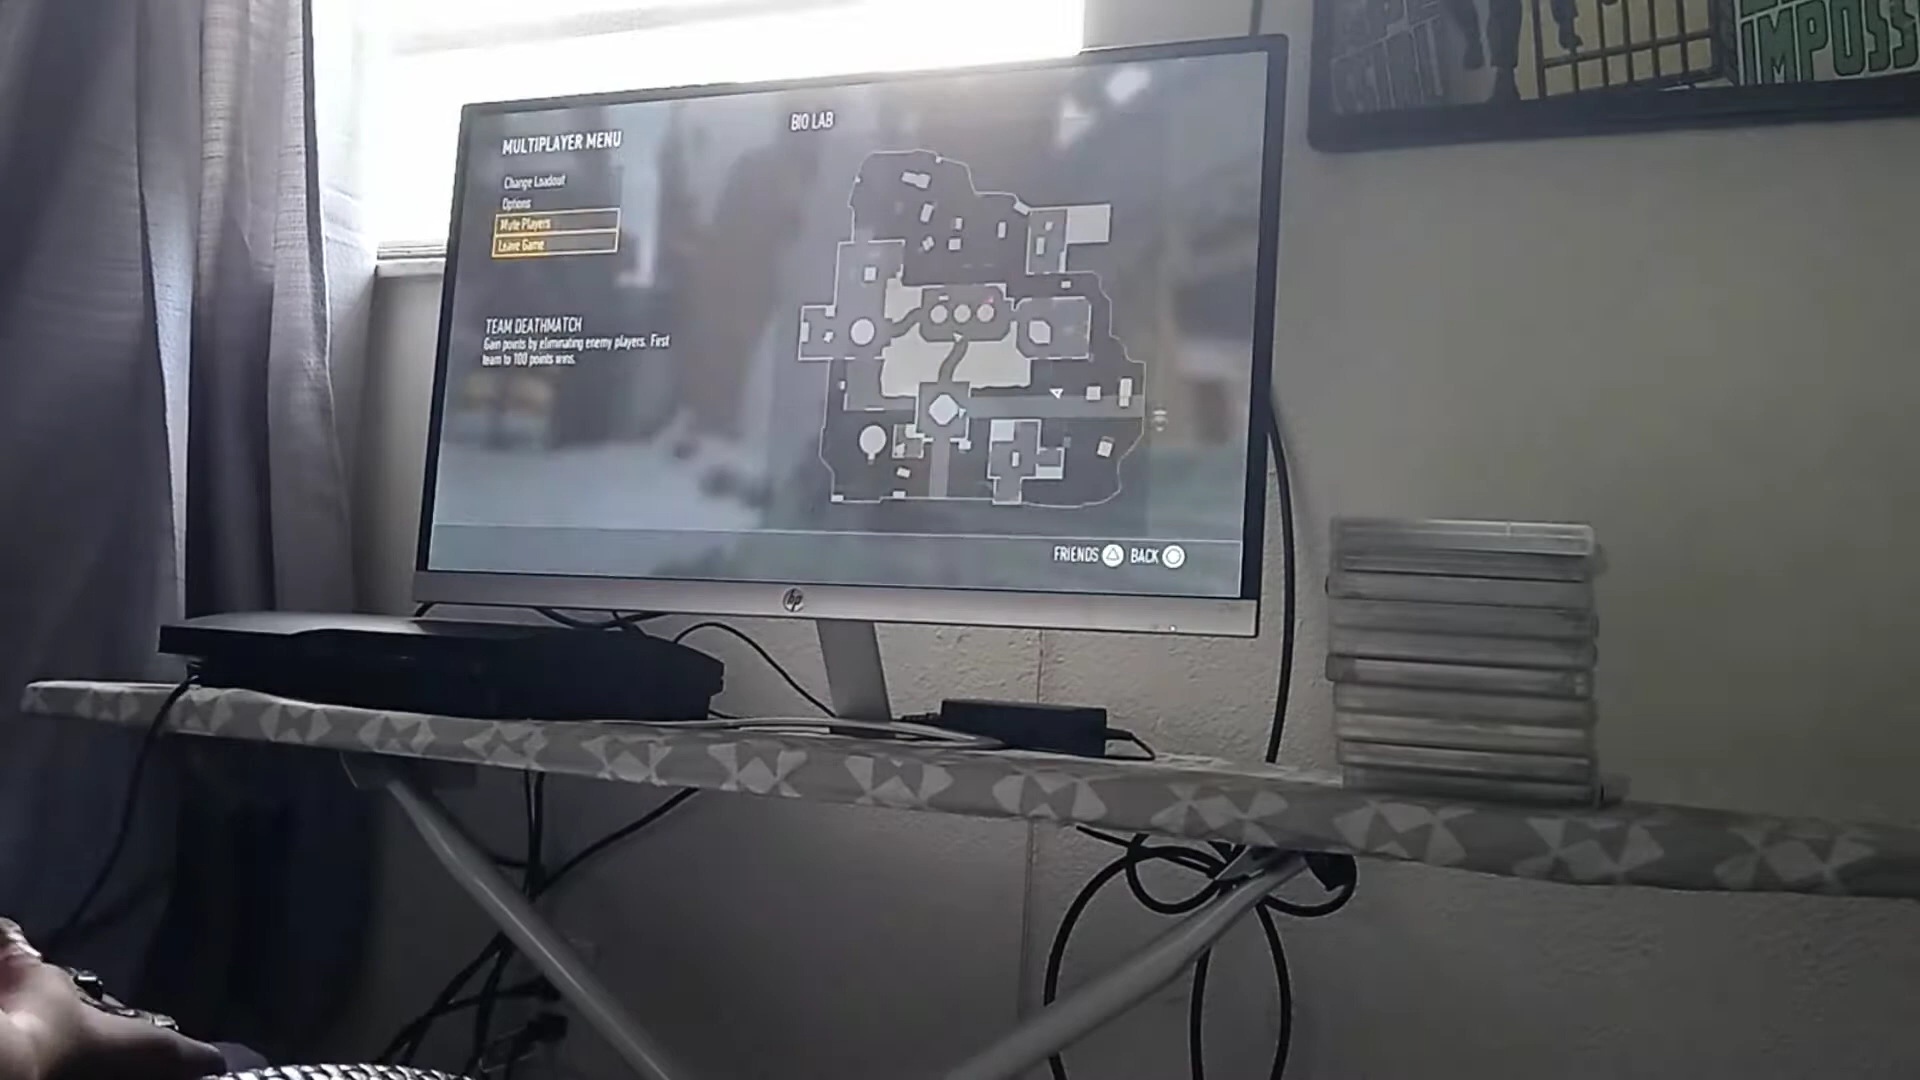 IMPOSS
BIO LAB
MULTIPLAYER MENU
Change Loadout
Options
Mute Players
Leave Game
TEAM DEATHMATCH
Gain points by eliminating enemy players. First
team to 100 points wins.
FRIENDS BACK
hp